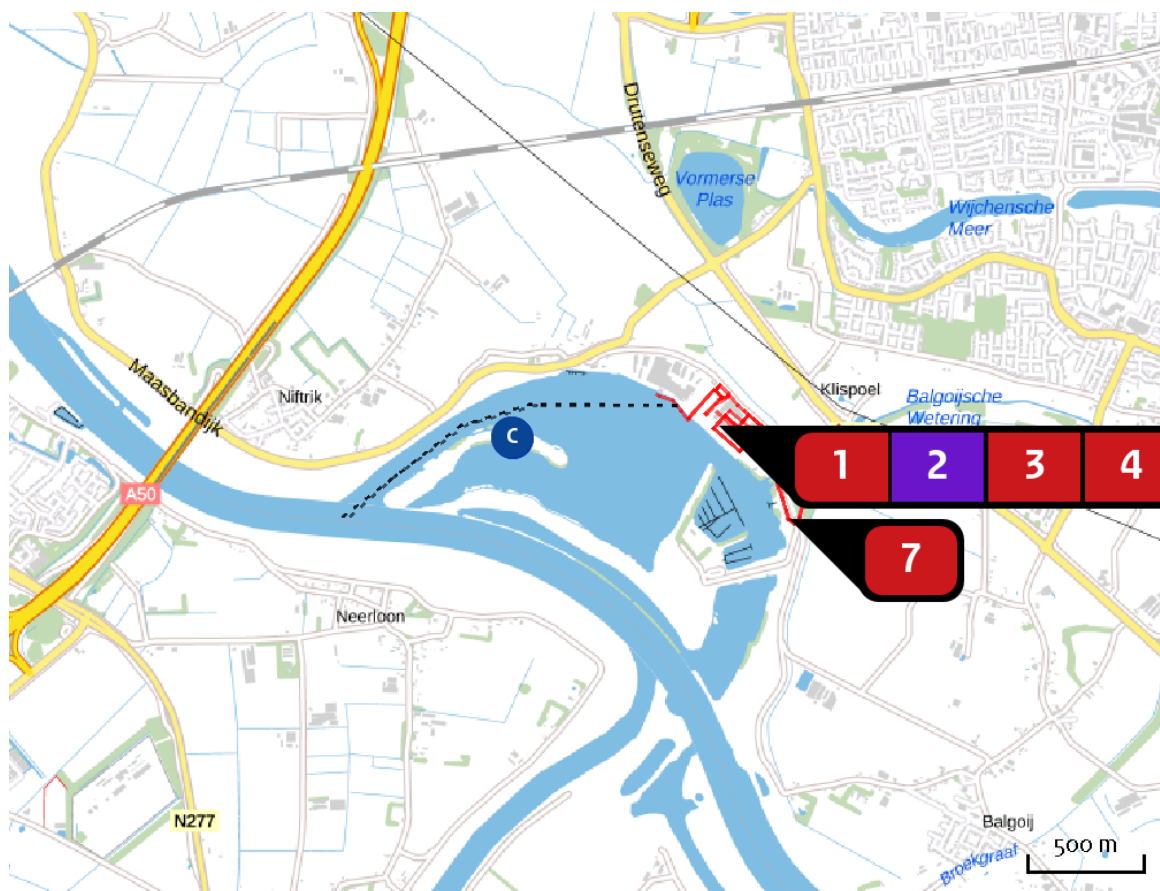 Drutenseweg
Vormerse
Plas
Wijchensche
Meer
Maasbandijk
Niftrik
C
Klispoel
Balgoijsche
Wetering
1
2
3
4
A50
7
Neerloon
N277
Balgoij
500 m
Broekgraaf